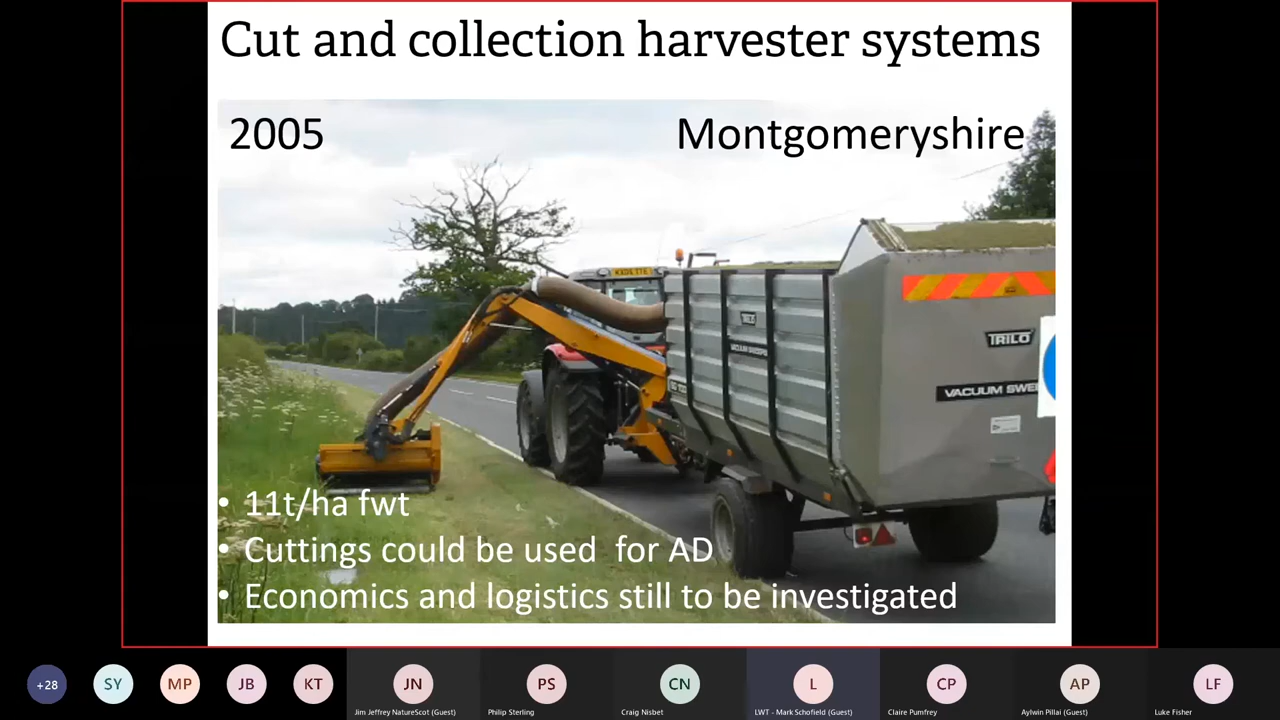 Cut and collection harvester systems
2005
Montgomeryshire
TRILO
TRILO
• 11t/ha fwt
• Cuttings could be used for AD
• Economics and logistics still to be investigated
+28
SY
MP
JB
KT
JN
PS
CN
L
CP
AP
LF
Jim Jeffrey NatureScot (Guest)
Philip Sterling
Craig Nisbet
LWT - Mark Schofield (Guest)
Claire Pumfrey
Aylwin Pillai (Guest)
Luke Fisher